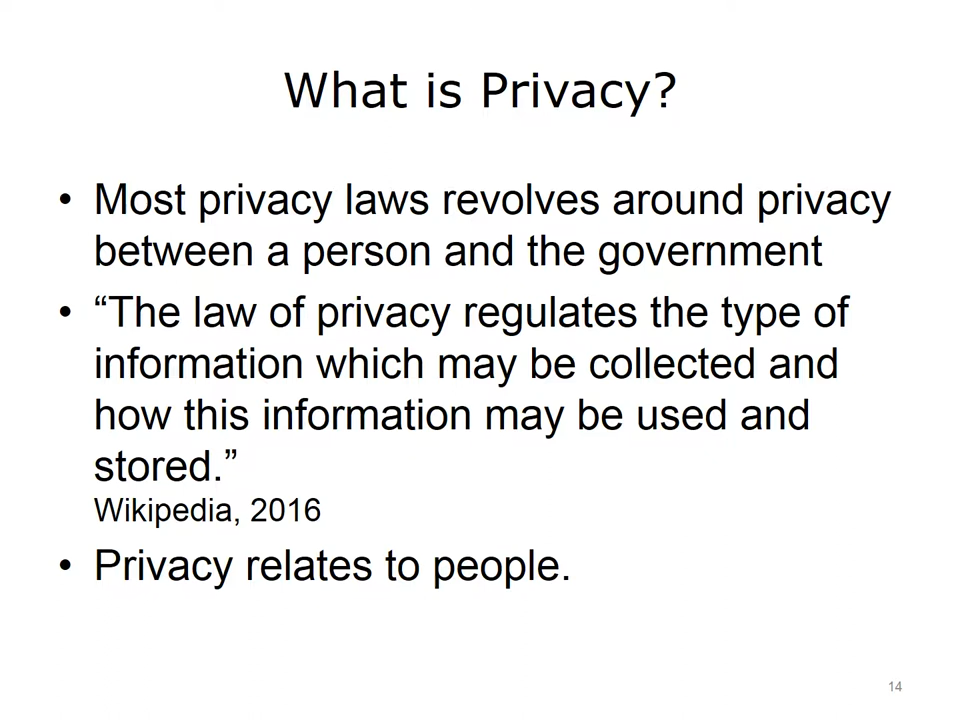 What is Privacy?
• Most privacy laws revolves around privacy
between a person and the government
• “The law of privacy regulates the type of
information which may be collected and
how this information may be used and
stored.”
Wikipedia, 2016
• Privacy relates to people.
14